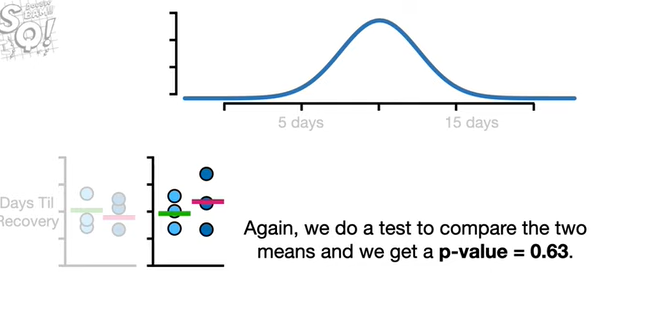 5 days
15 days
Days Til
Recovery
Again, we do a test to compare the two
means and we get a p-value = 0.63.